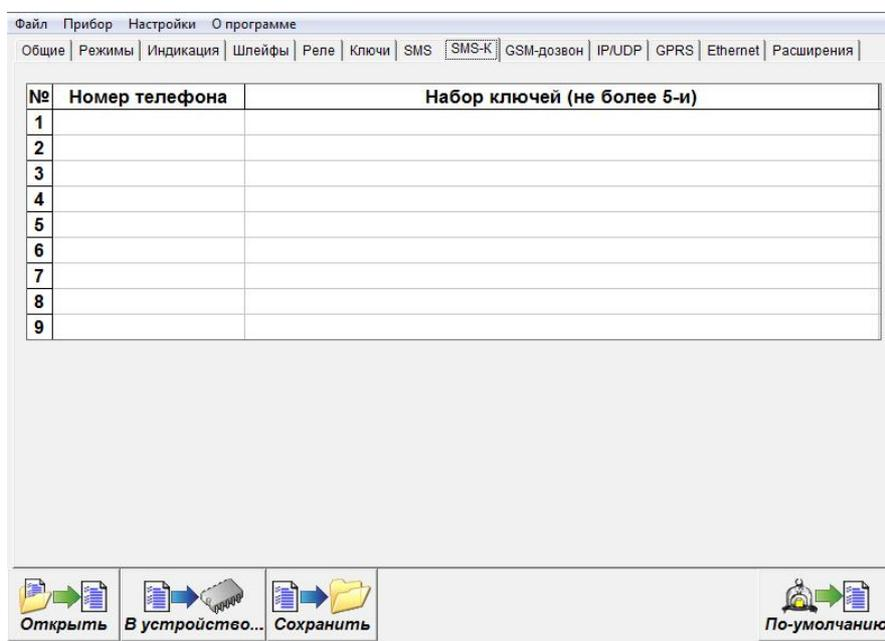 Файл Прибор Настройки О программе
Общие Режимы Индикация Шлейфы Реле Ключи SMS SMS-K GSM-дозвон IP/UDP GPRS Ethernet Расширения
№ Номер телефона Набор ключей (не более 5-и)
1
2
3
4
5
6
7
8
9
Открыть В устройство... Сохранить По-умолчанию